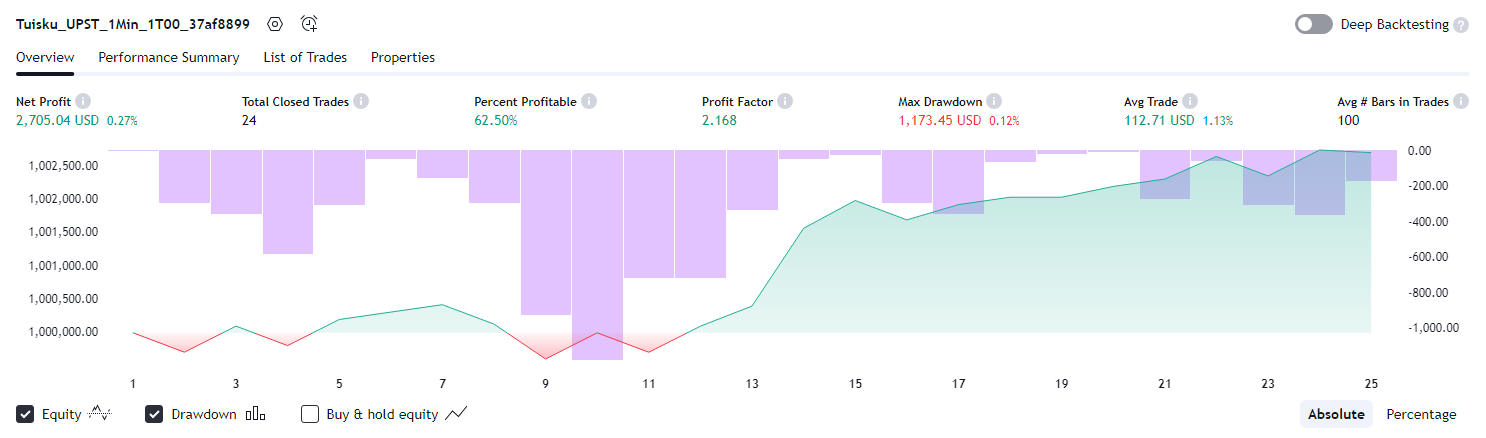 Tuisku_UPST_1Min_1T00_37af8899
Deep Backtesting ?
Overview Performance Summary List of Trades Properties
Net Profit Total Closed Trades Percent Profitable Profit Factor Max Drawdown Avg Trade Avg # Bars in Trades
2,705.04 USD 0.27% 24 62.50% 2.168 1,173.45 USD 0.12% 112.71 USD 1.13% 100
1,002,500.00
1,002,000.00
1,001,500.00
1,001,000.00
1,000,500.00
1,000,000.00
0.00
-200.00
-400.00
-600.00
-800.00
-1,000.00
1 3 5 7 9 11 13 15 17 19 21 23 25
Equity Drawdown Buy & hold equity Absolute Percentage